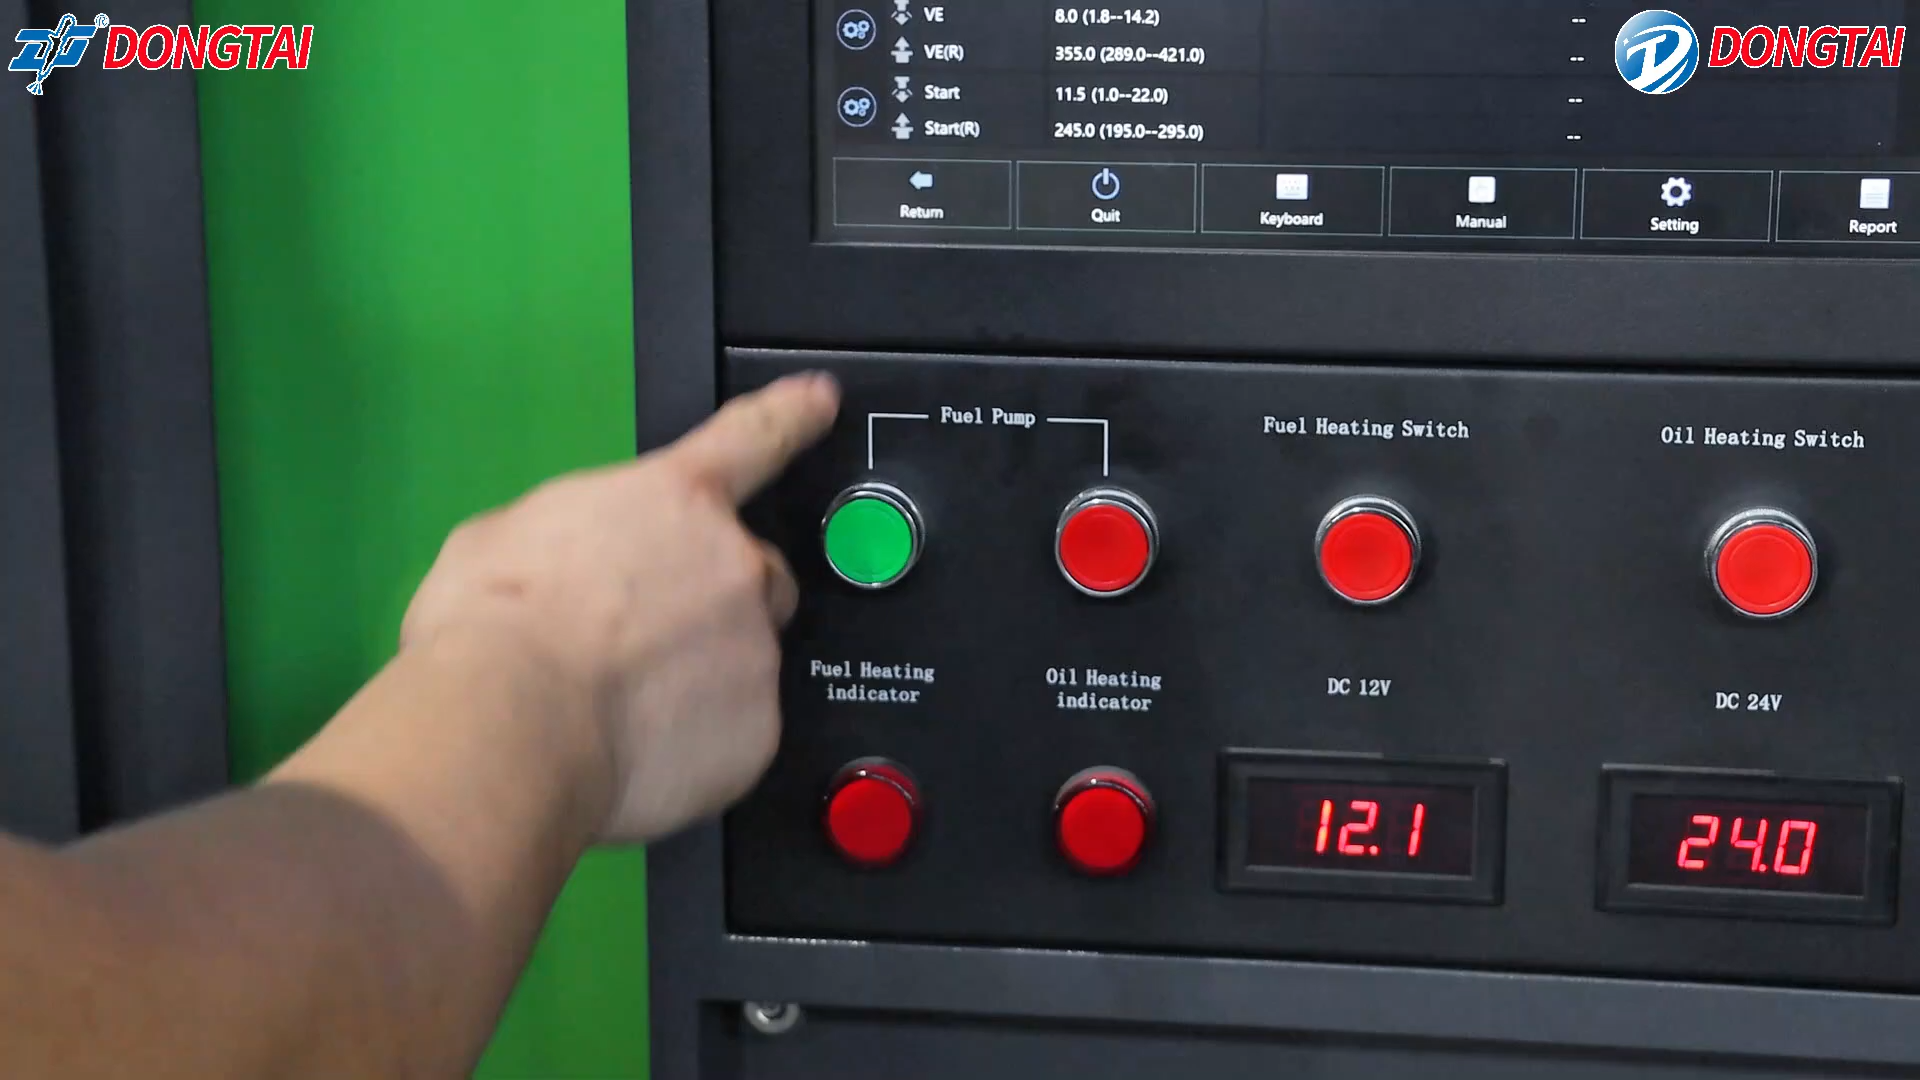 DONGTAI
DONGTAI
VE 8.0 (1.8--14.2) --
VE(R) 355.0 (289.0--421.0) --
Start 11.5 (1.0--22.0) --
Start(R) 245.0 (195.0--295.0) --
Return Quit Keyboard Manual Setting Report
Fuel Pump
Fuel Heating Switch
Oil Heating Switch
Fuel Heating
indicator
Oil Heating
indicator
DC 12V
DC 24V
12.1
24.0